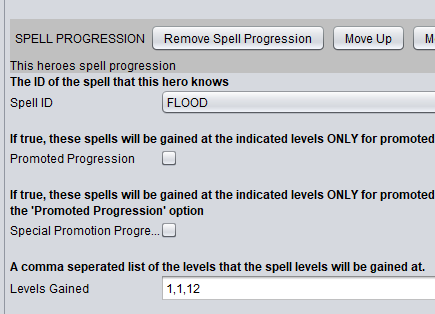 SPELL PROGRESSION Remove Spell Progression Move Up
This heroes spell progression
The ID of the spell that this hero knows
Spell ID FLOOD
If true, these spells will be gained at the indicated levels ONLY for promoted
Promoted Progression
If true, these spells will be gained at the indicated levels ONLY for promoted
the 'Promoted Progression' option
Special Promotion Progre...
A comma seperated list of the levels that the spell levels will be gained at.
Levels Gained 1,1,12